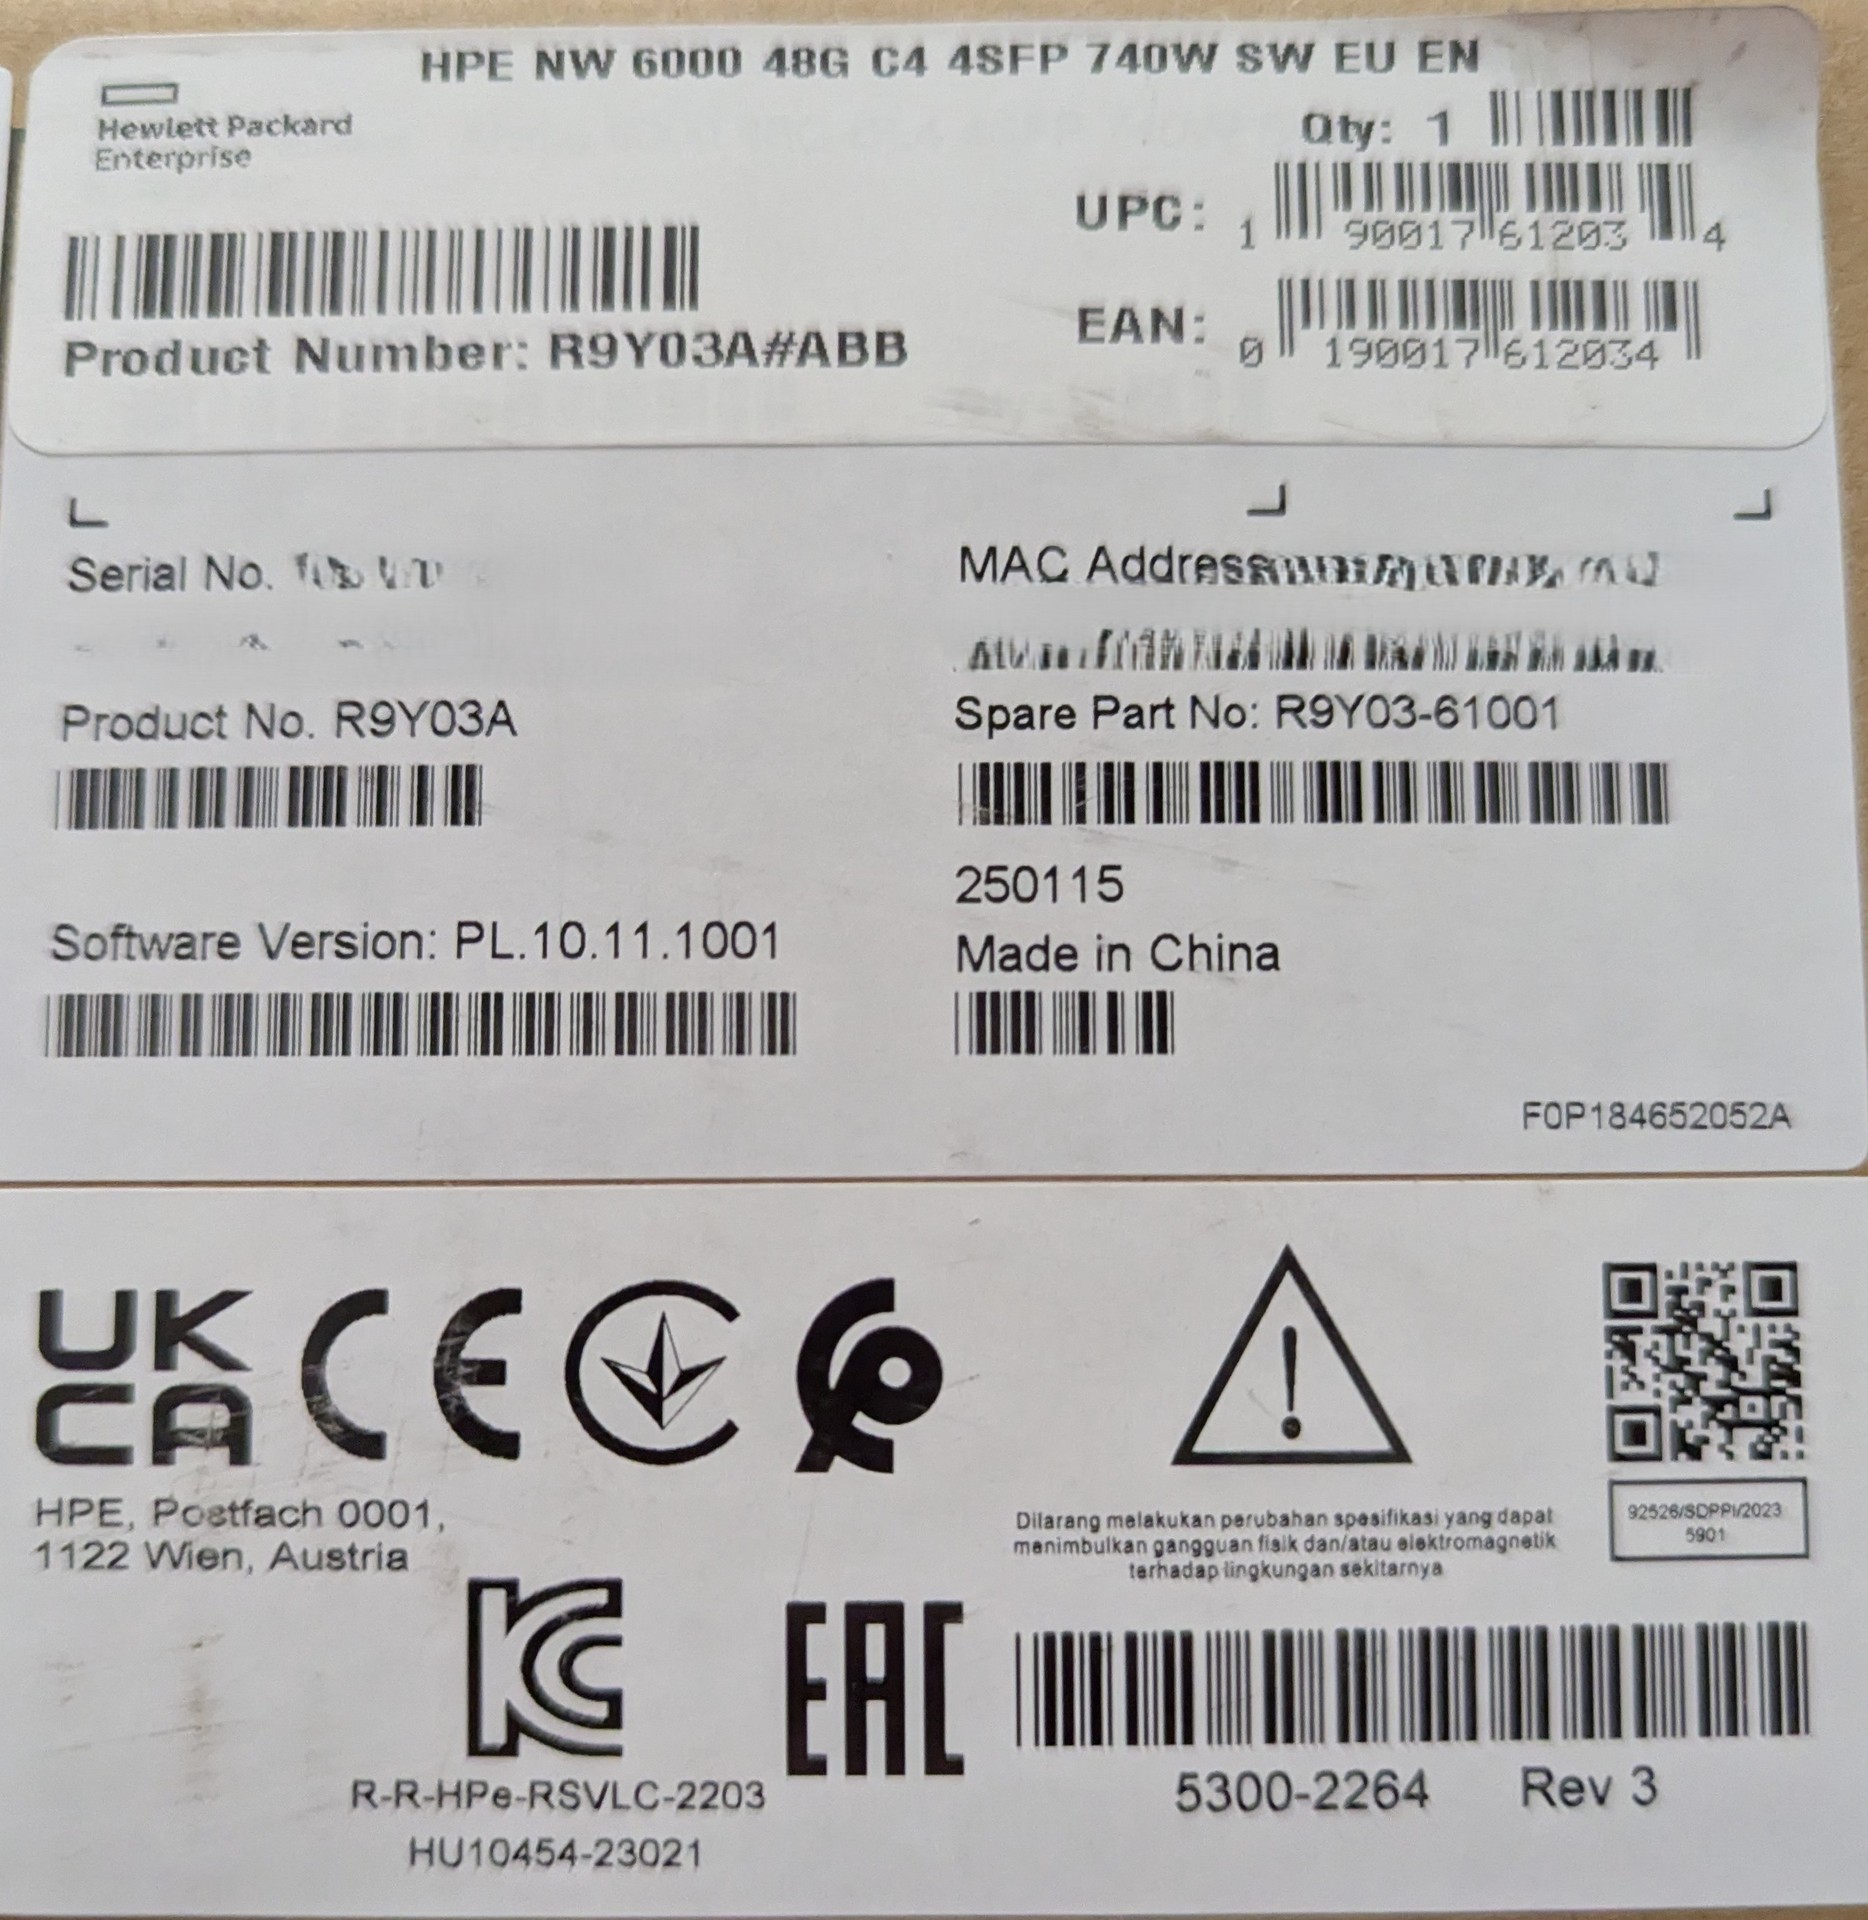 HPE NW 6000 48G C4 4SFP 740W SW EU EN
Hewlett Packard
Enterprise
Qty: 1
UPC: 1 90017 61203 4
Product Number: R9Y03A#ABB
EAN: 0 190017 612034
Serial No.
MAC Address
Product No. R9Y03A
Spare Part No: R9Y03-61001
250115
Software Version: PL.10.11.1001
Made in China
F0P184652052A
UK
CA
CE
HPE, Postfach 0001,
1122 Wien, Austria
Dilarang melakukan perubahan spesifikasi yang dapat
menimbulkan gangguan fisik dan/atau elektromagnetik
terhadap lingkungan sekitarnya
92526/SDPPI/2023
5901
KC
EAC
R-R-HPe-RSVLC-2203
HU10454-23021
5300-2264 Rev 3